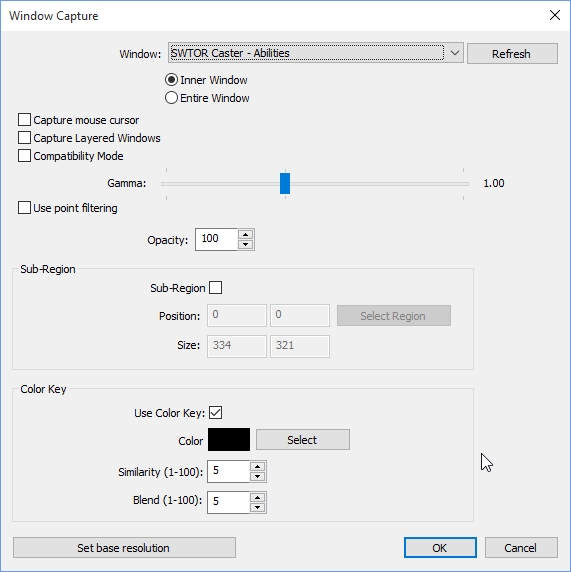 Window Capture
Window: SWTOR Caster - Abilities Refresh
Inner Window
Entire Window
Capture mouse cursor
Capture Layered Windows
Compatibility Mode
Gamma: 1.00
Use point filtering
Opacity: 100
Sub-Region
Sub-Region
Position: 0 0 Select Region
Size: 334 321
Color Key
Use Color Key:
Color Select
Similarity (1-100): 5
Blend (1-100): 5
Set base resolution OK Cancel